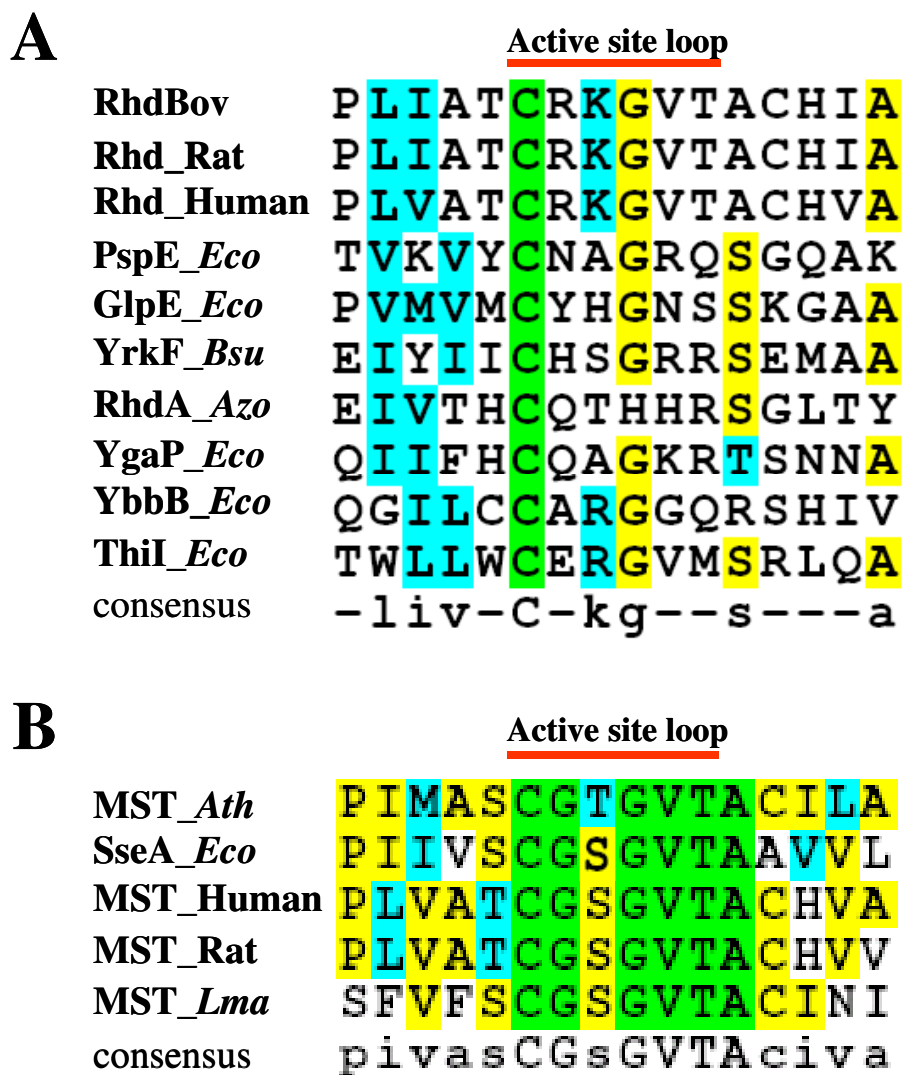 A
Active site loop
RhdBov PLIATCRKGVTACHIA
Rhd_Rat PLIATCRKGVTACHIA
Rhd_Human PLVATCRKGVTACHVA
PspE_Eco TVKVYCNAGRQSGQAK
GlpE_Eco PVMVMCYHGNSSKGAA
YrkF_Bsu EIYIICHSGRRSEMAA
RhdA_Azo EIVTHCQTHHRSGLTY
YgaP_Eco QIIFHCQAGKRTSNNA
YbbB_Eco QGILCCARGGQRSHIV
ThiI_Eco TWLLWCERGVMSRLQA
consensus -liv-C-kg--s---a
B
Active site loop
MST_Ath PIMASCGTGVTACILA
SseA_Eco PIIVSCGSGVTAAVVL
MST_Human PLVATCGSGVTACHVA
MST_Rat PLVATCGSGVTACHVV
MST_Lma SFVFSCGSGVTACINI
consensus pivasCGsGVTAciva